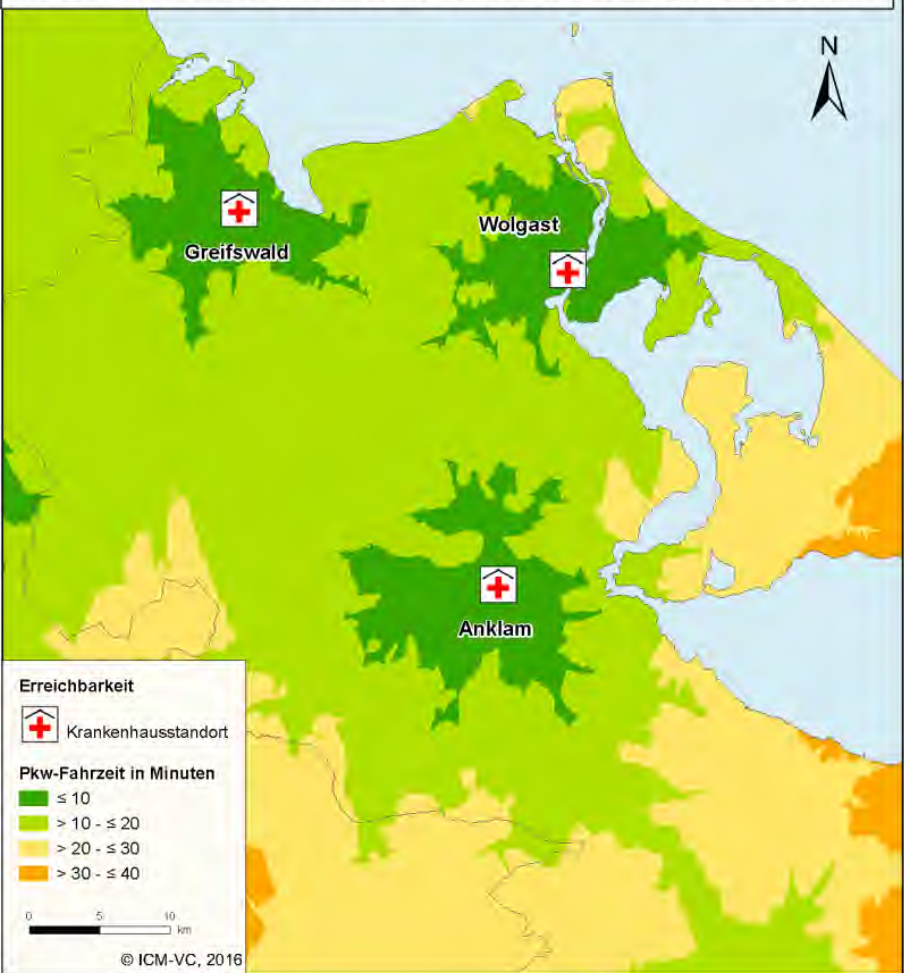 N
Wolgast
Greifswald
Anklam
Erreichbarkeit
Krankenhausstandort
Pkw-Fahrzeit in Minuten
≤ 10
> 10 - ≤ 20
> 20 - ≤ 30
> 30 - ≤ 40
0 5 10
km
© ICM-VC, 2016